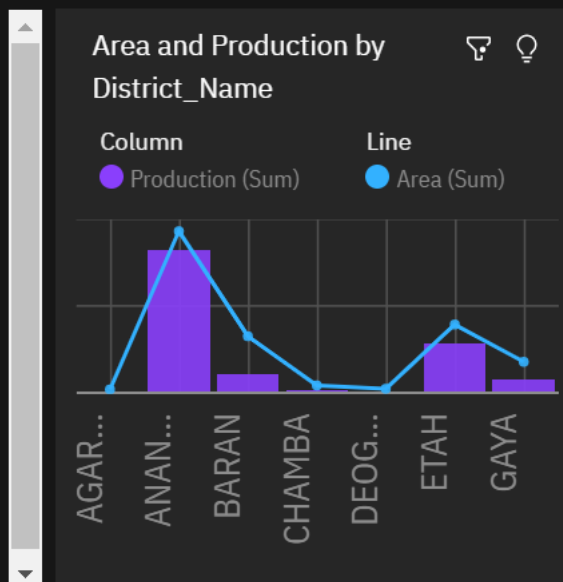 Area and Production by
District_Name
Column
Line
Production (Sum)
Area (Sum)
AGAR...
ANAN...
BARAN
CHAMBA
DEOG...
ETAH
GAYA